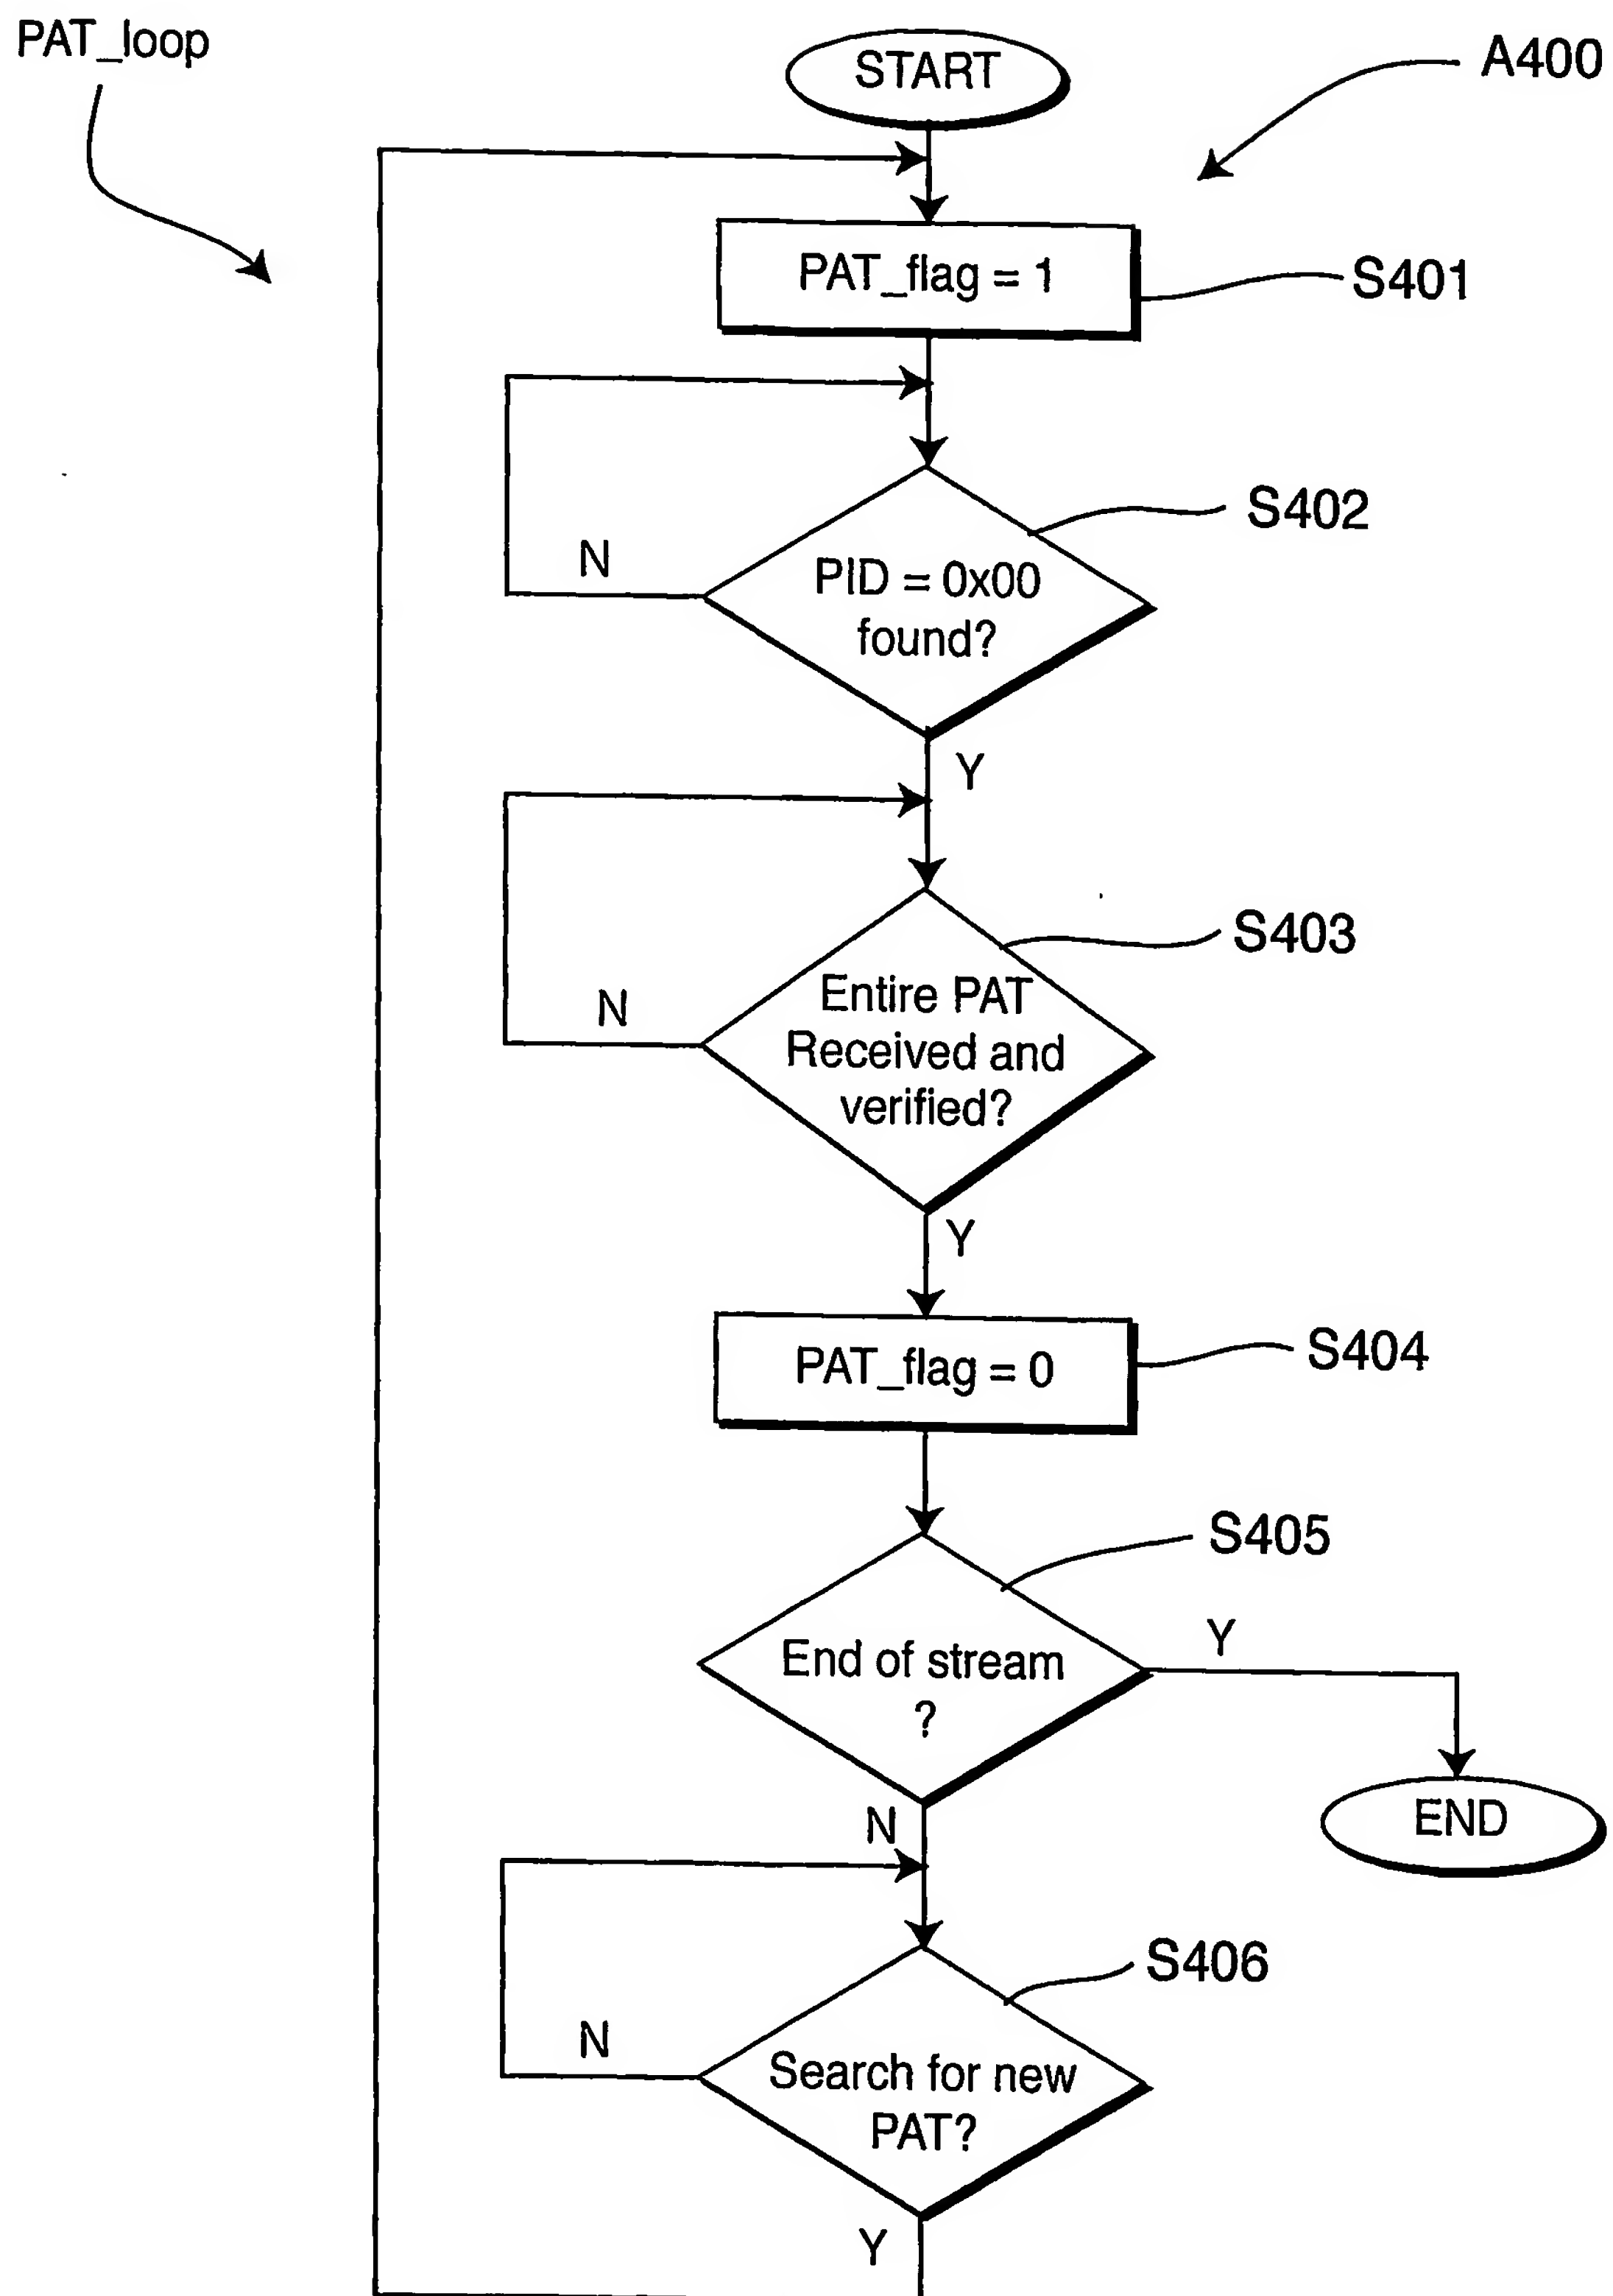 PAT_loop
START
A400
PAT_flag = 1
S401
S402
N
PID = 0x00
found?
Y
S403
N
Entire PAT
Received and
verified?
Y
PAT_flag = 0
S404
S405
Y
End of stream
?
N
END
S406
N
Search for new
PAT?
Y